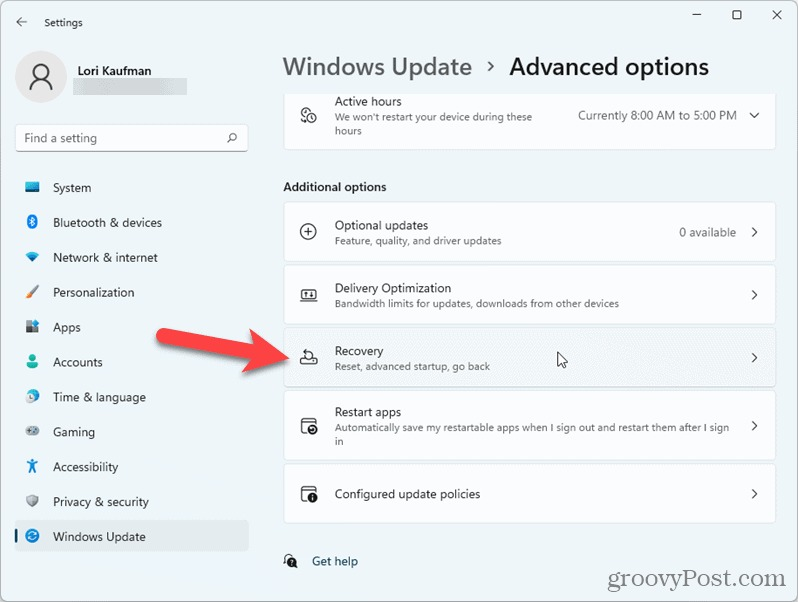 Settings
Lori Kaufman
Find a setting
System
Bluetooth & devices
Network & internet
Personalization
Apps
Accounts
Time & language
Gaming
Accessibility
Privacy & security
Windows Update
Windows Update › Advanced options
Active hours
We won't restart your device during these
hours
Currently 8:00 AM to 5:00 PM
Additional options
Optional updates
Feature, quality, and driver updates
0 available
Delivery Optimization
Bandwidth limits for updates, downloads from other devices
Recovery
Reset, advanced startup, go back
Restart apps
Automatically save my restartable apps when I sign out and restart them after I sign
in
Configured update policies
Get help
groovyPost.com